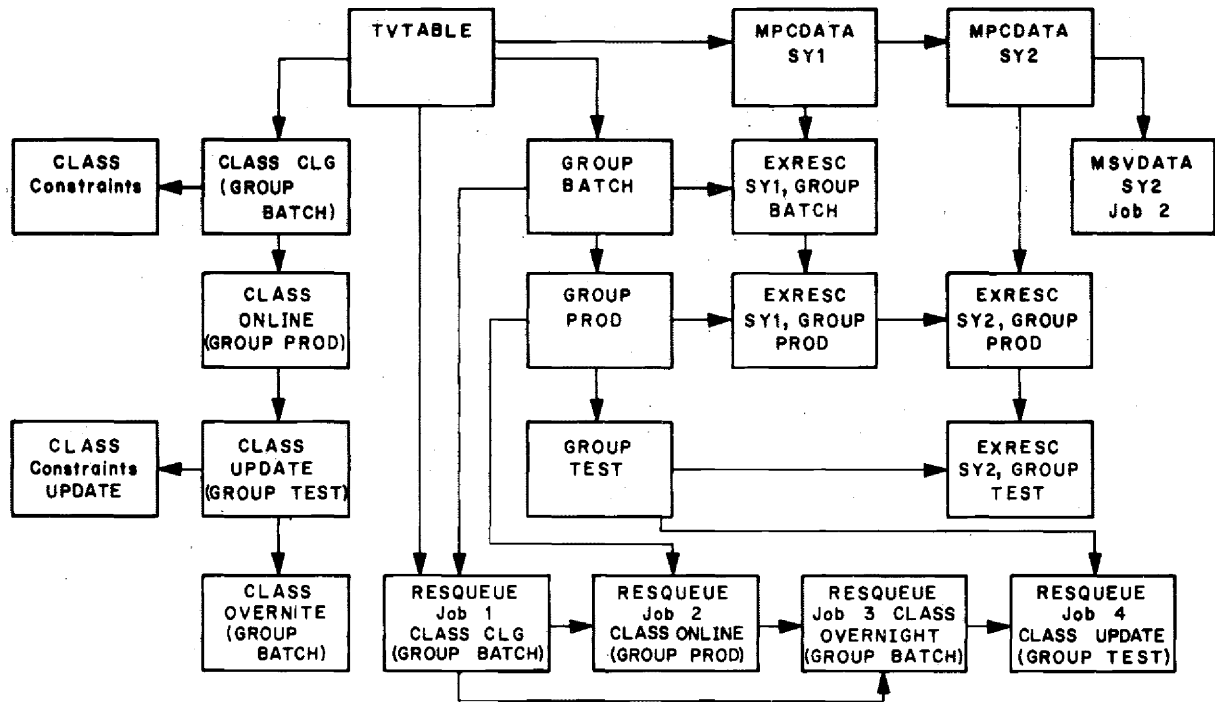 TVTABLE
MPCDATA
SY1
MPCDATA
SY2
CLASS
Constraints
CLASS CLG
(GROUP
BATCH)
GROUP
BATCH
EXRESC
SY1, GROUP
BATCH
MSVDATA
SY2
Job 2
CLASS
ONLINE
(GROUP PROD)
GROUP
PROD
EXRESC
SY1, GROUP
PROD
EXRESC
SY2, GROUP
PROD
CLASS
Constraints
UPDATE
CLASS
UPDATE
(GROUP TEST)
GROUP
TEST
EXRESC
SY2, GROUP
TEST
CLASS
OVERNITE
(GROUP
BATCH)
RESQUEUE
Job 1
CLASS CLG
(GROUP BATCH)
RESQUEUE
Job 2
CLASS ONLINE
(GROUP PROD)
RESQUEUE
Job 3 CLASS
OVERNIGHT
(GROUP BATCH)
RESQUEUE
Job 4
CLASS UPDATE
(GROUP TEST)